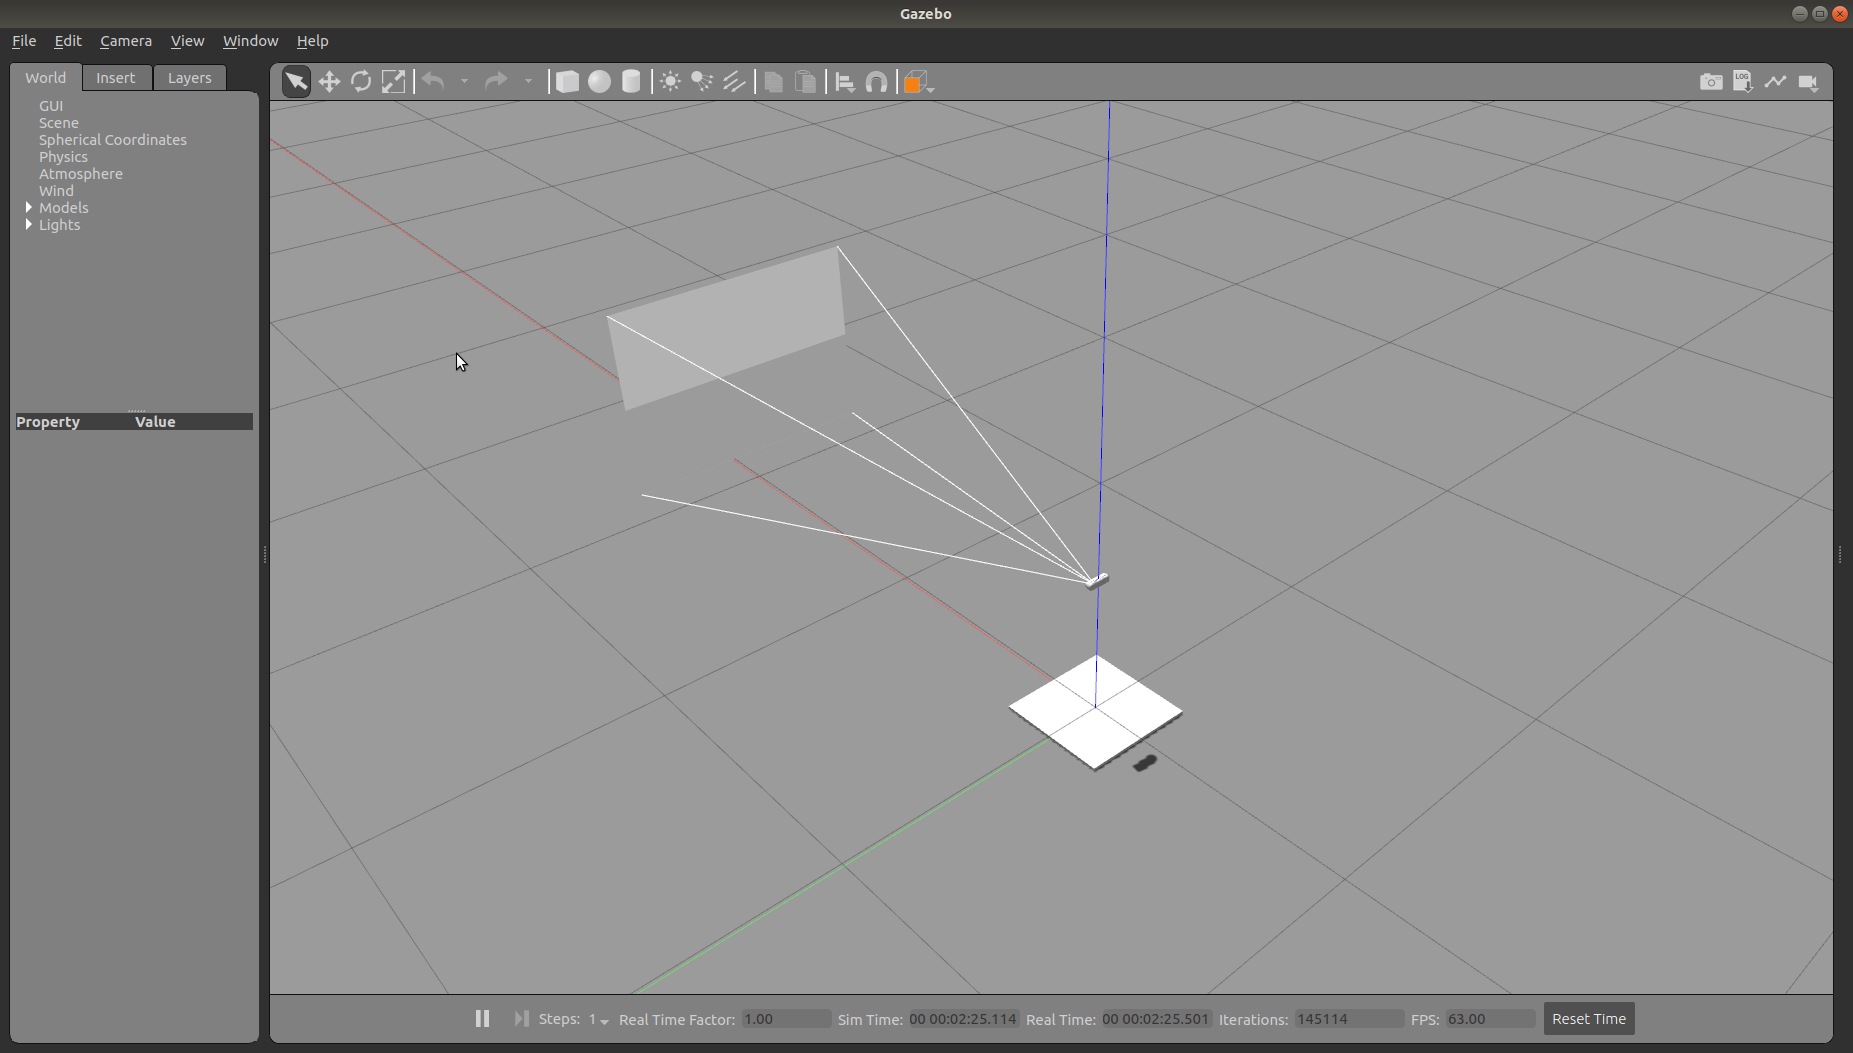 Gazebo
File Edit Camera View Window Help
World Insert Layers
LOG
GUI
Scene
Spherical Coordinates
Physics
Atmosphere
Wind
Models
Lights
Property Value
Steps: 1 Real Time Factor: 1.00 Sim Time: 00 00:02:25.114 Real Time: 00 00:02:25.501 Iterations: 145114 FPS: 63.00 Reset Time